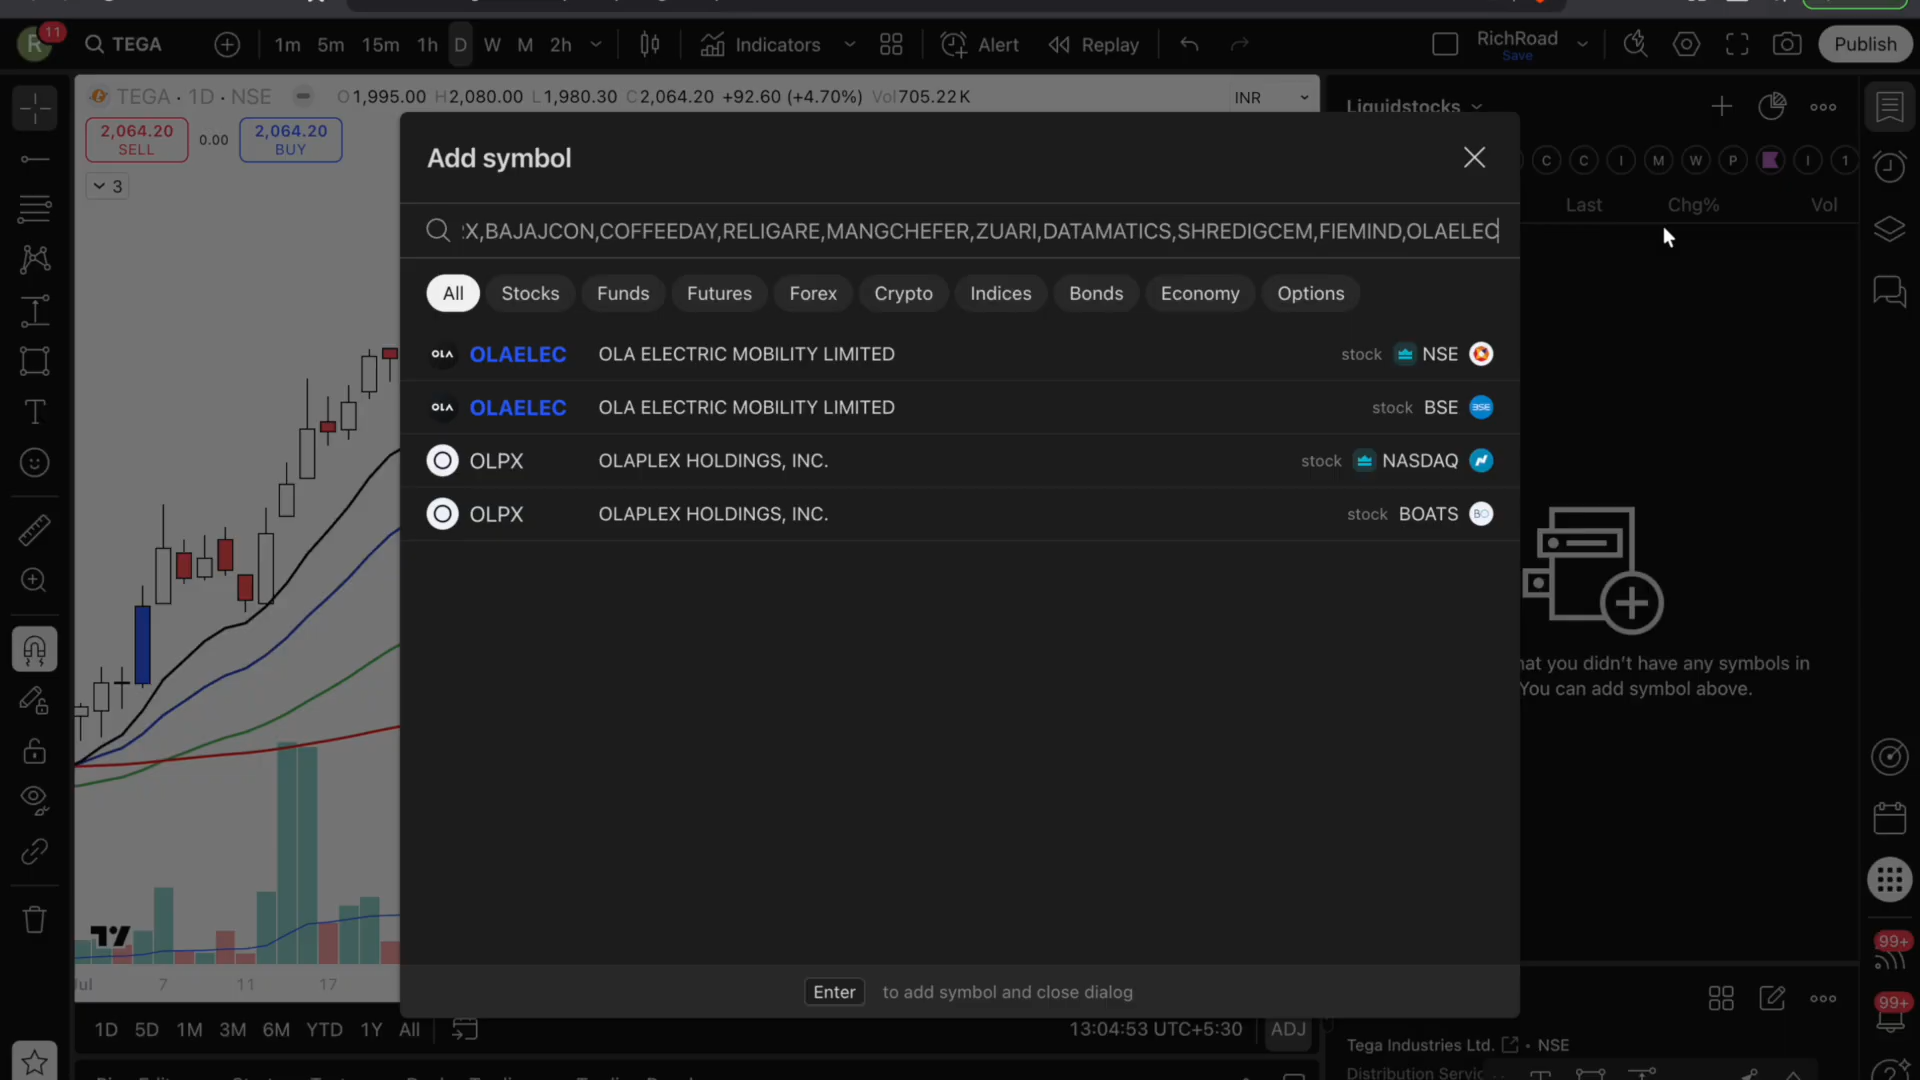 R 11 TEGA 1m 5m 15m 1h D W M 2h Indicators Alert Replay RichRoad Publish
Save
TEGA · 1D · NSE O1,995.00 H2,080.00 L1,980.30 C2,064.20 +92.60 (+4.70%) Vol705.22K INR
Liquidstocks
2,064.20 0.00 2,064.20
SELL BUY
3
C C I M W P I 1
Last Chg% Vol
Add symbol
X,BAJAJCON,COFFEEDAY,RELIGARE,MANGCHEFER,ZUARI,DATAMATICS,SHREDIGCEM,FIEMIND,OLAELEC
All Stocks Funds Futures Forex Crypto Indices Bonds Economy Options
OLA OLAELEC OLA ELECTRIC MOBILITY LIMITED stock NSE
OLA OLAELEC OLA ELECTRIC MOBILITY LIMITED stock BSE BSE
OLPX OLAPLEX HOLDINGS, INC. stock NASDAQ
OLPX OLAPLEX HOLDINGS, INC. stock BOATS BO
you didn't have any symbols in
You can add symbol above.
7 11 17
Enter to add symbol and close dialog
1D 5D 1M 3M 6M YTD 1Y All 13:04:53 UTC+5:30 ADJ
99+
99+
Tega Industries Ltd. · NSE